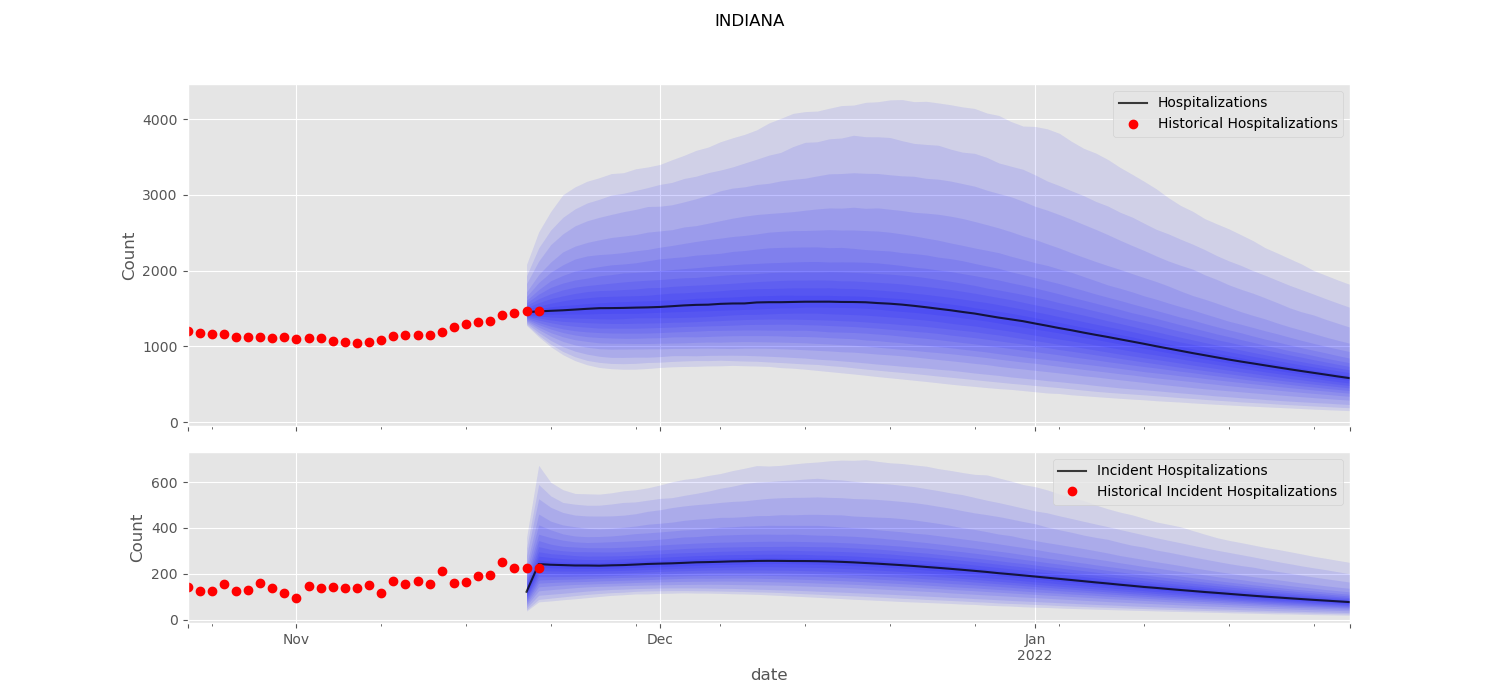 INDIANA
Hospitalizations
Historical Hospitalizations
Count
4000
3000
2000
1000
0
Incident Hospitalizations
Historical Incident Hospitalizations
Count
600
400
200
0
Nov
Dec
Jan
2022
date